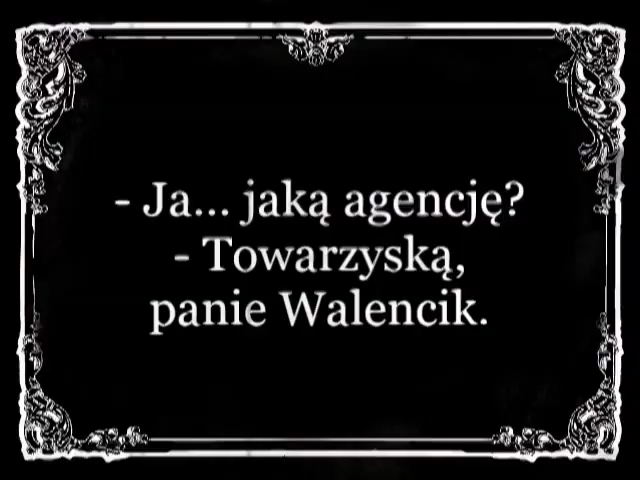 - Ja... jaką agencję?
- Towarzyską,
panie Walencik.